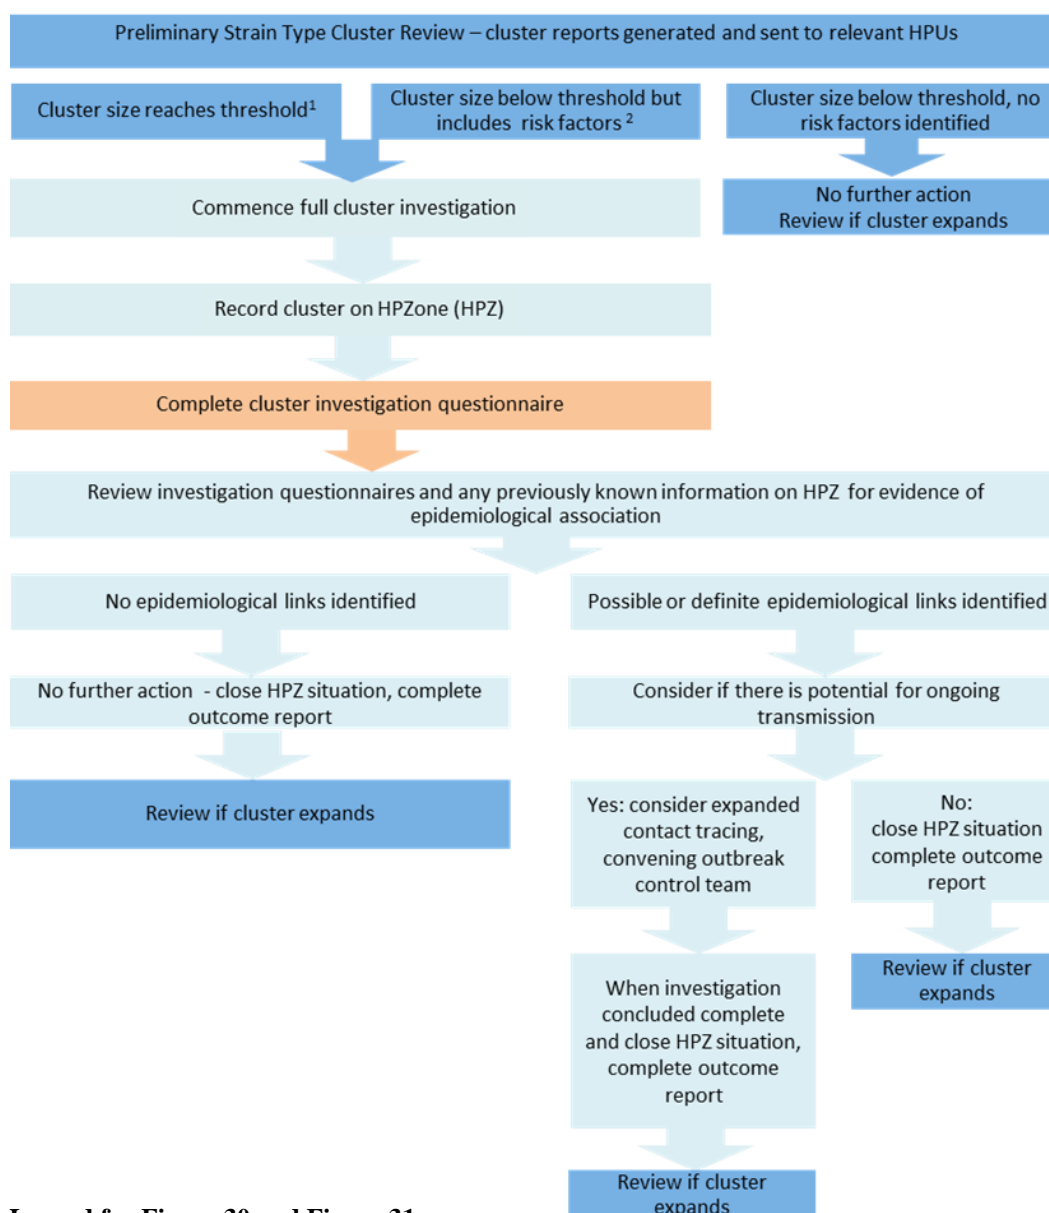 Preliminary Strain Type Cluster Review – cluster reports generated and sent to relevant HPUs
Cluster size reaches threshold¹
Cluster size below threshold but
includes risk factors ²
Cluster size below threshold, no
risk factors identified
Commence full cluster investigation
No further action
Review if cluster expands
Record cluster on HPZone (HPZ)
Complete cluster investigation questionnaire
Review investigation questionnaires and any previously known information on HPZ for evidence of
epidemiological association
No epidemiological links identified
Possible or definite epidemiological links identified
No further action - close HPZ situation, complete
outcome report
Consider if there is potential for ongoing
transmission
Review if cluster expands
Yes: consider expanded
contact tracing,
convening outbreak
control team
No:
close HPZ situation
complete outcome
report
When investigation
concluded complete
and close HPZ situation,
complete outcome
report
Review if cluster
expands
Review if cluster
expands